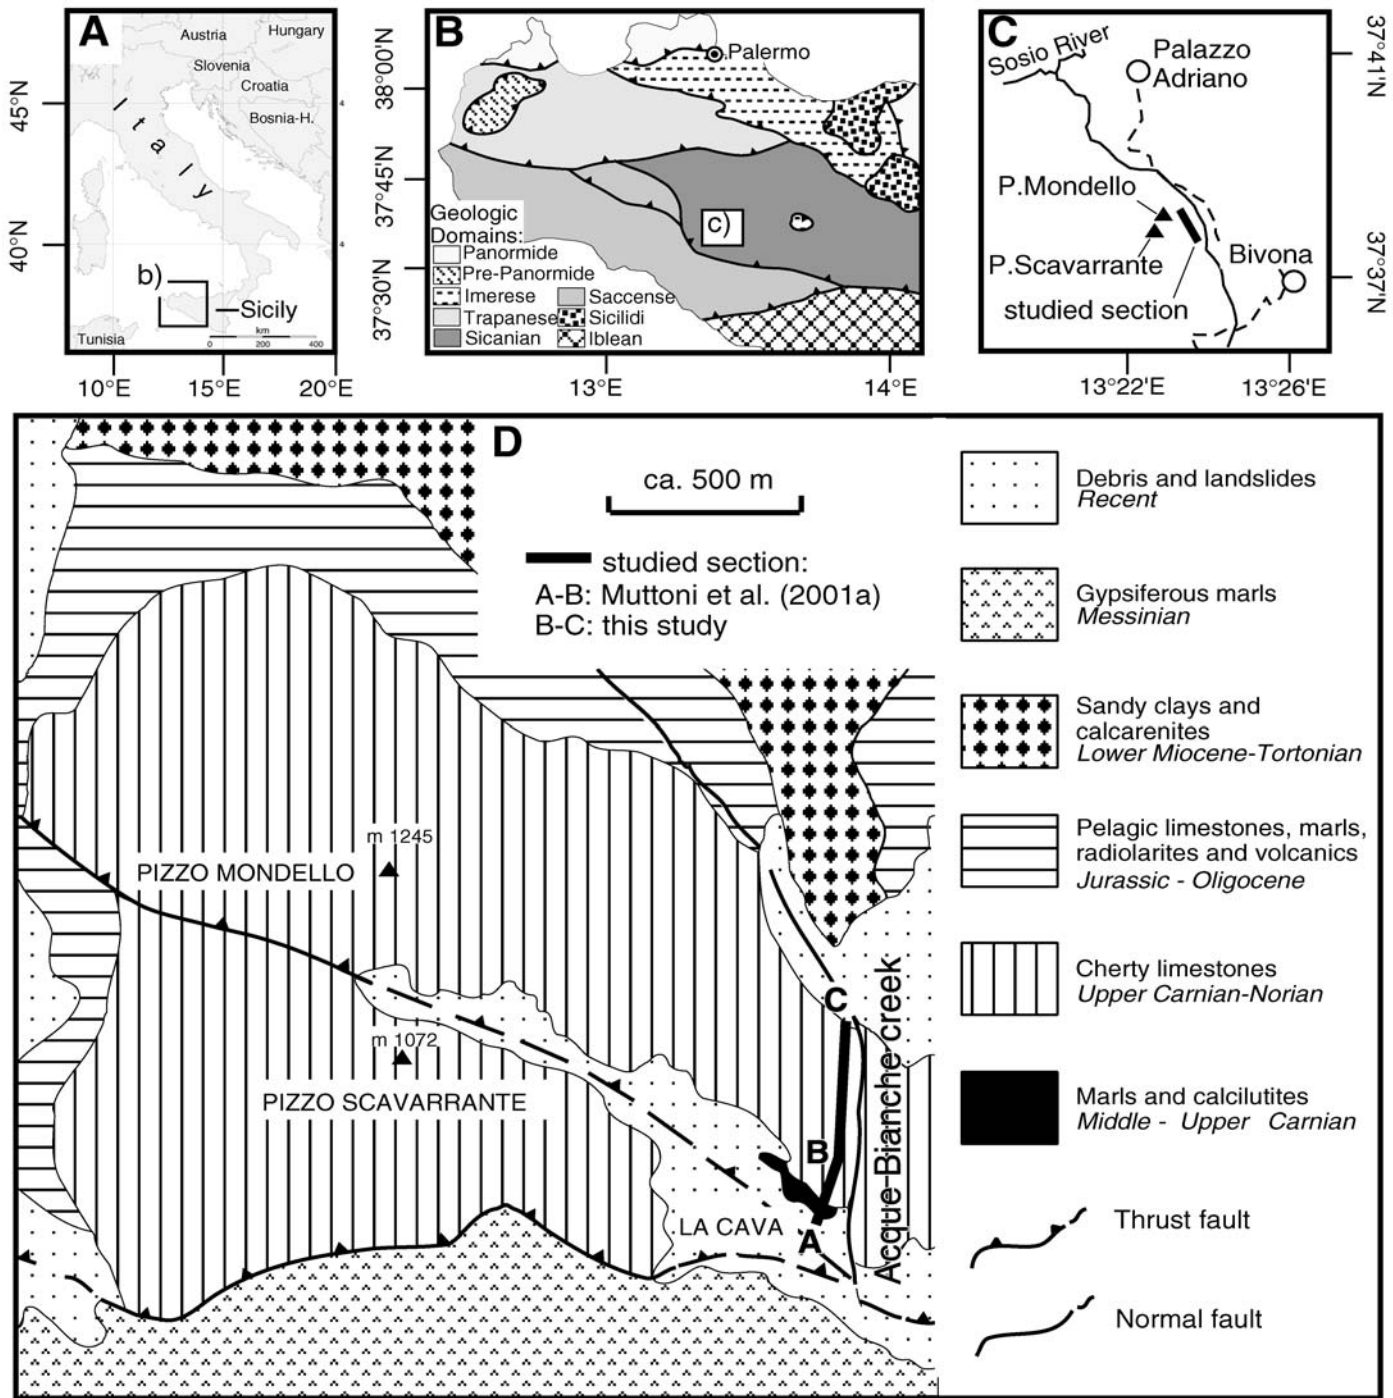 A
Austria
Hungary
Slovenia
Croatia
Bosnia-H.
Italy
b)
Sicily
Tunisia
km
0 200 400
4
4
45°N
40°N
10°E 15°E 20°E
B
Palermo
c)
Geologic
Domains:
Panormide
Pre-Panormide
Imerese
Trapanese
Sicanian
Saccense
Sicilidi
Iblean
38°00'N
37°45'N
37°30'N
13°E 14°E
C
Sosio River
Palazzo
Adriano
P.Mondello
P.Scavarrante
studied section
Bivona
37°41'N
37°37'N
13°22'E 13°26'E
D
ca. 500 m
studied section:
A-B: Muttoni et al. (2001a)
B-C: this study
m 1245
PIZZO MONDELLO
m 1072
PIZZO SCAVARRANTE
LA CAVA
C
B
A
Acque-Bianche creek
Debris and landslides
Recent
Gypsiferous marls
Messinian
Sandy clays and
calcarenites
Lower Miocene-Tortonian
Pelagic limestones, marls,
radiolarites and volcanics
Jurassic - Oligocene
Cherty limestones
Upper Carnian-Norian
Marls and calcilutites
Middle - Upper Carnian
Thrust fault
Normal fault